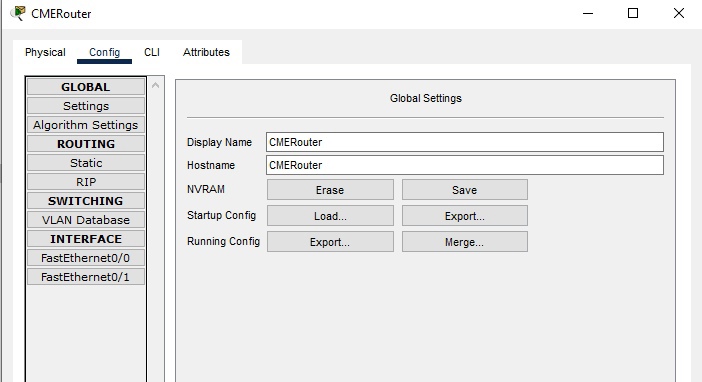 CMERouter
Physical Config CLI Attributes
GLOBAL
Settings
Algorithm Settings
ROUTING
Static
RIP
SWITCHING
VLAN Database
INTERFACE
FastEthernet0/0
FastEthernet0/1
Global Settings
Display Name CMERouter
Hostname CMERouter
NVRAM Erase Save
Startup Config Load... Export...
Running Config Export... Merge...